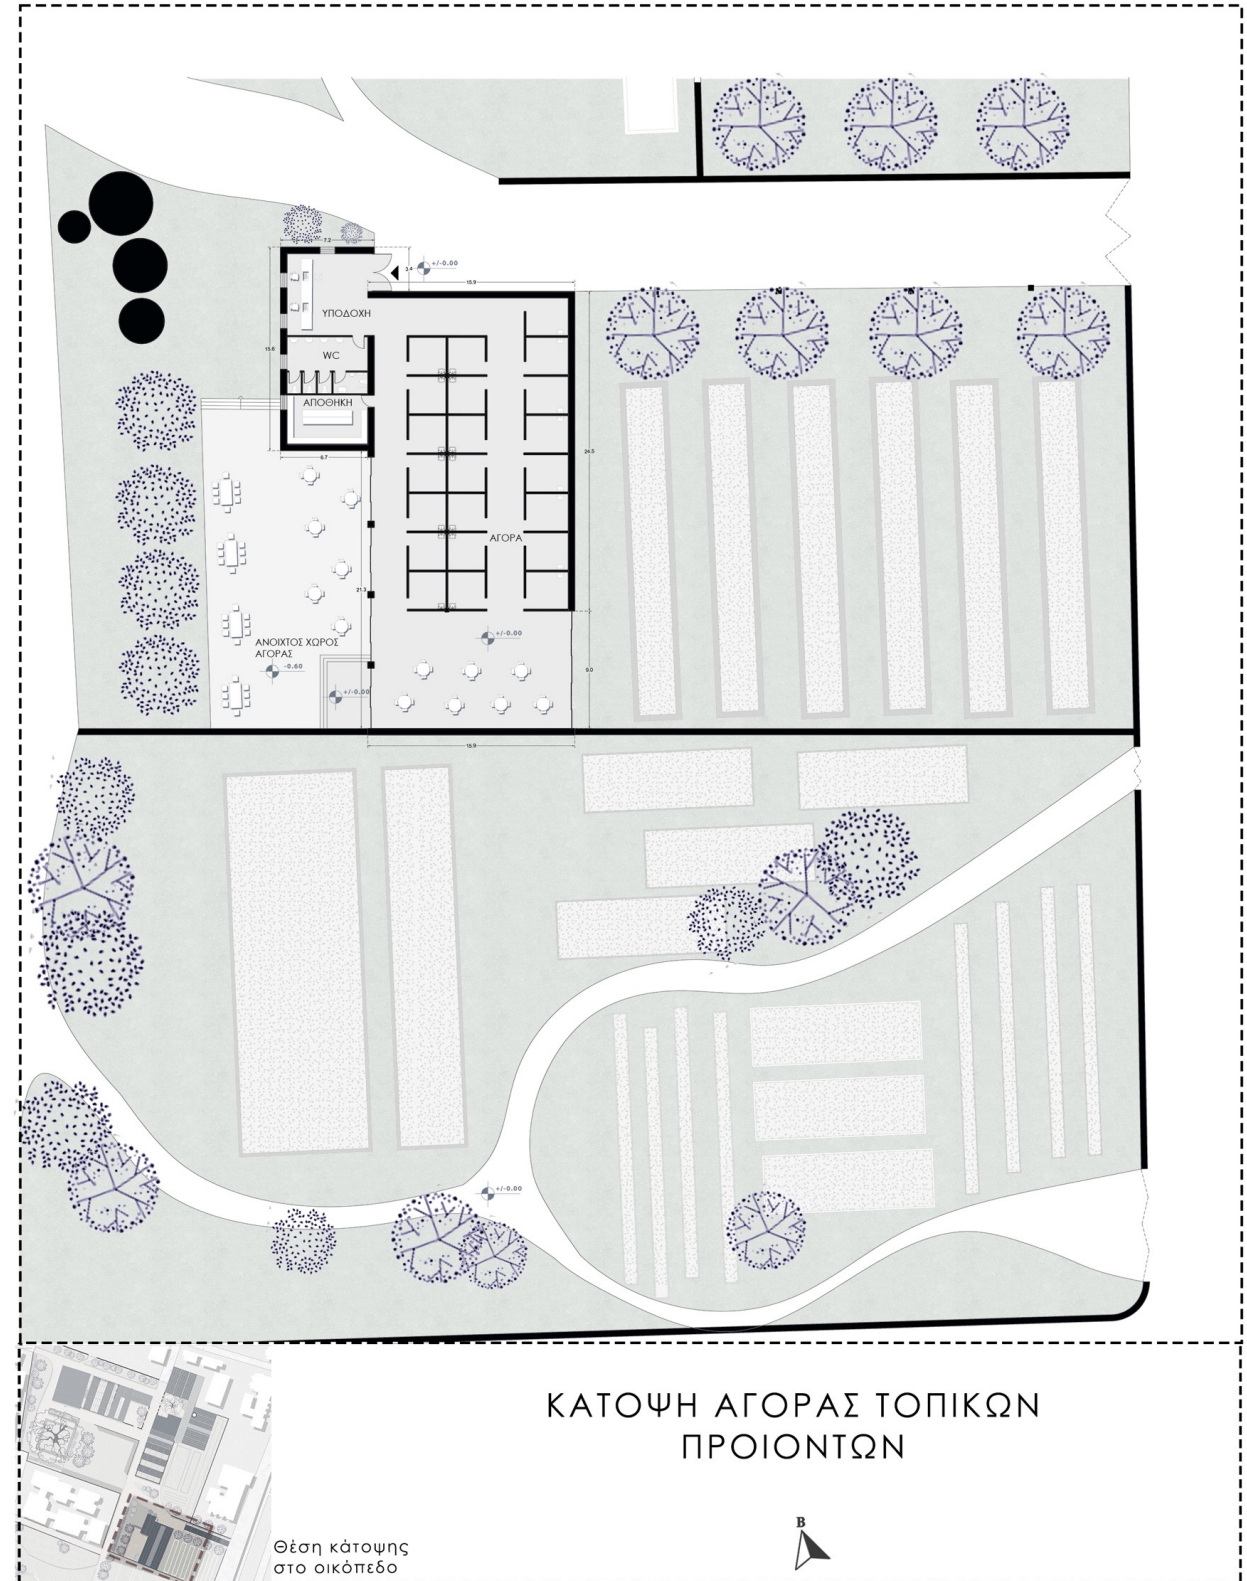 7.2
+/-0.00
3.4
15.9
ΥΠΟΔΟΧΗ
15.6
WC
ΑΠΟΘΗΚΗ
24.5
6.7
ΑΓΟΡΑ
21.3
ΑΝΟΙΧΤΟΣ ΧΩΡΟΣ
ΑΓΟΡΑΣ
+/-0.00
-0.60
9.0
+/-0.00
15.9
+/-0.00
ΚΑΤΟΨΗ ΑΓΟΡΑΣ ΤΟΠΙΚΩΝ
ΠΡΟΙΟΝΤΩΝ
Β
Θέση κάτοψης
στο οικόπεδο